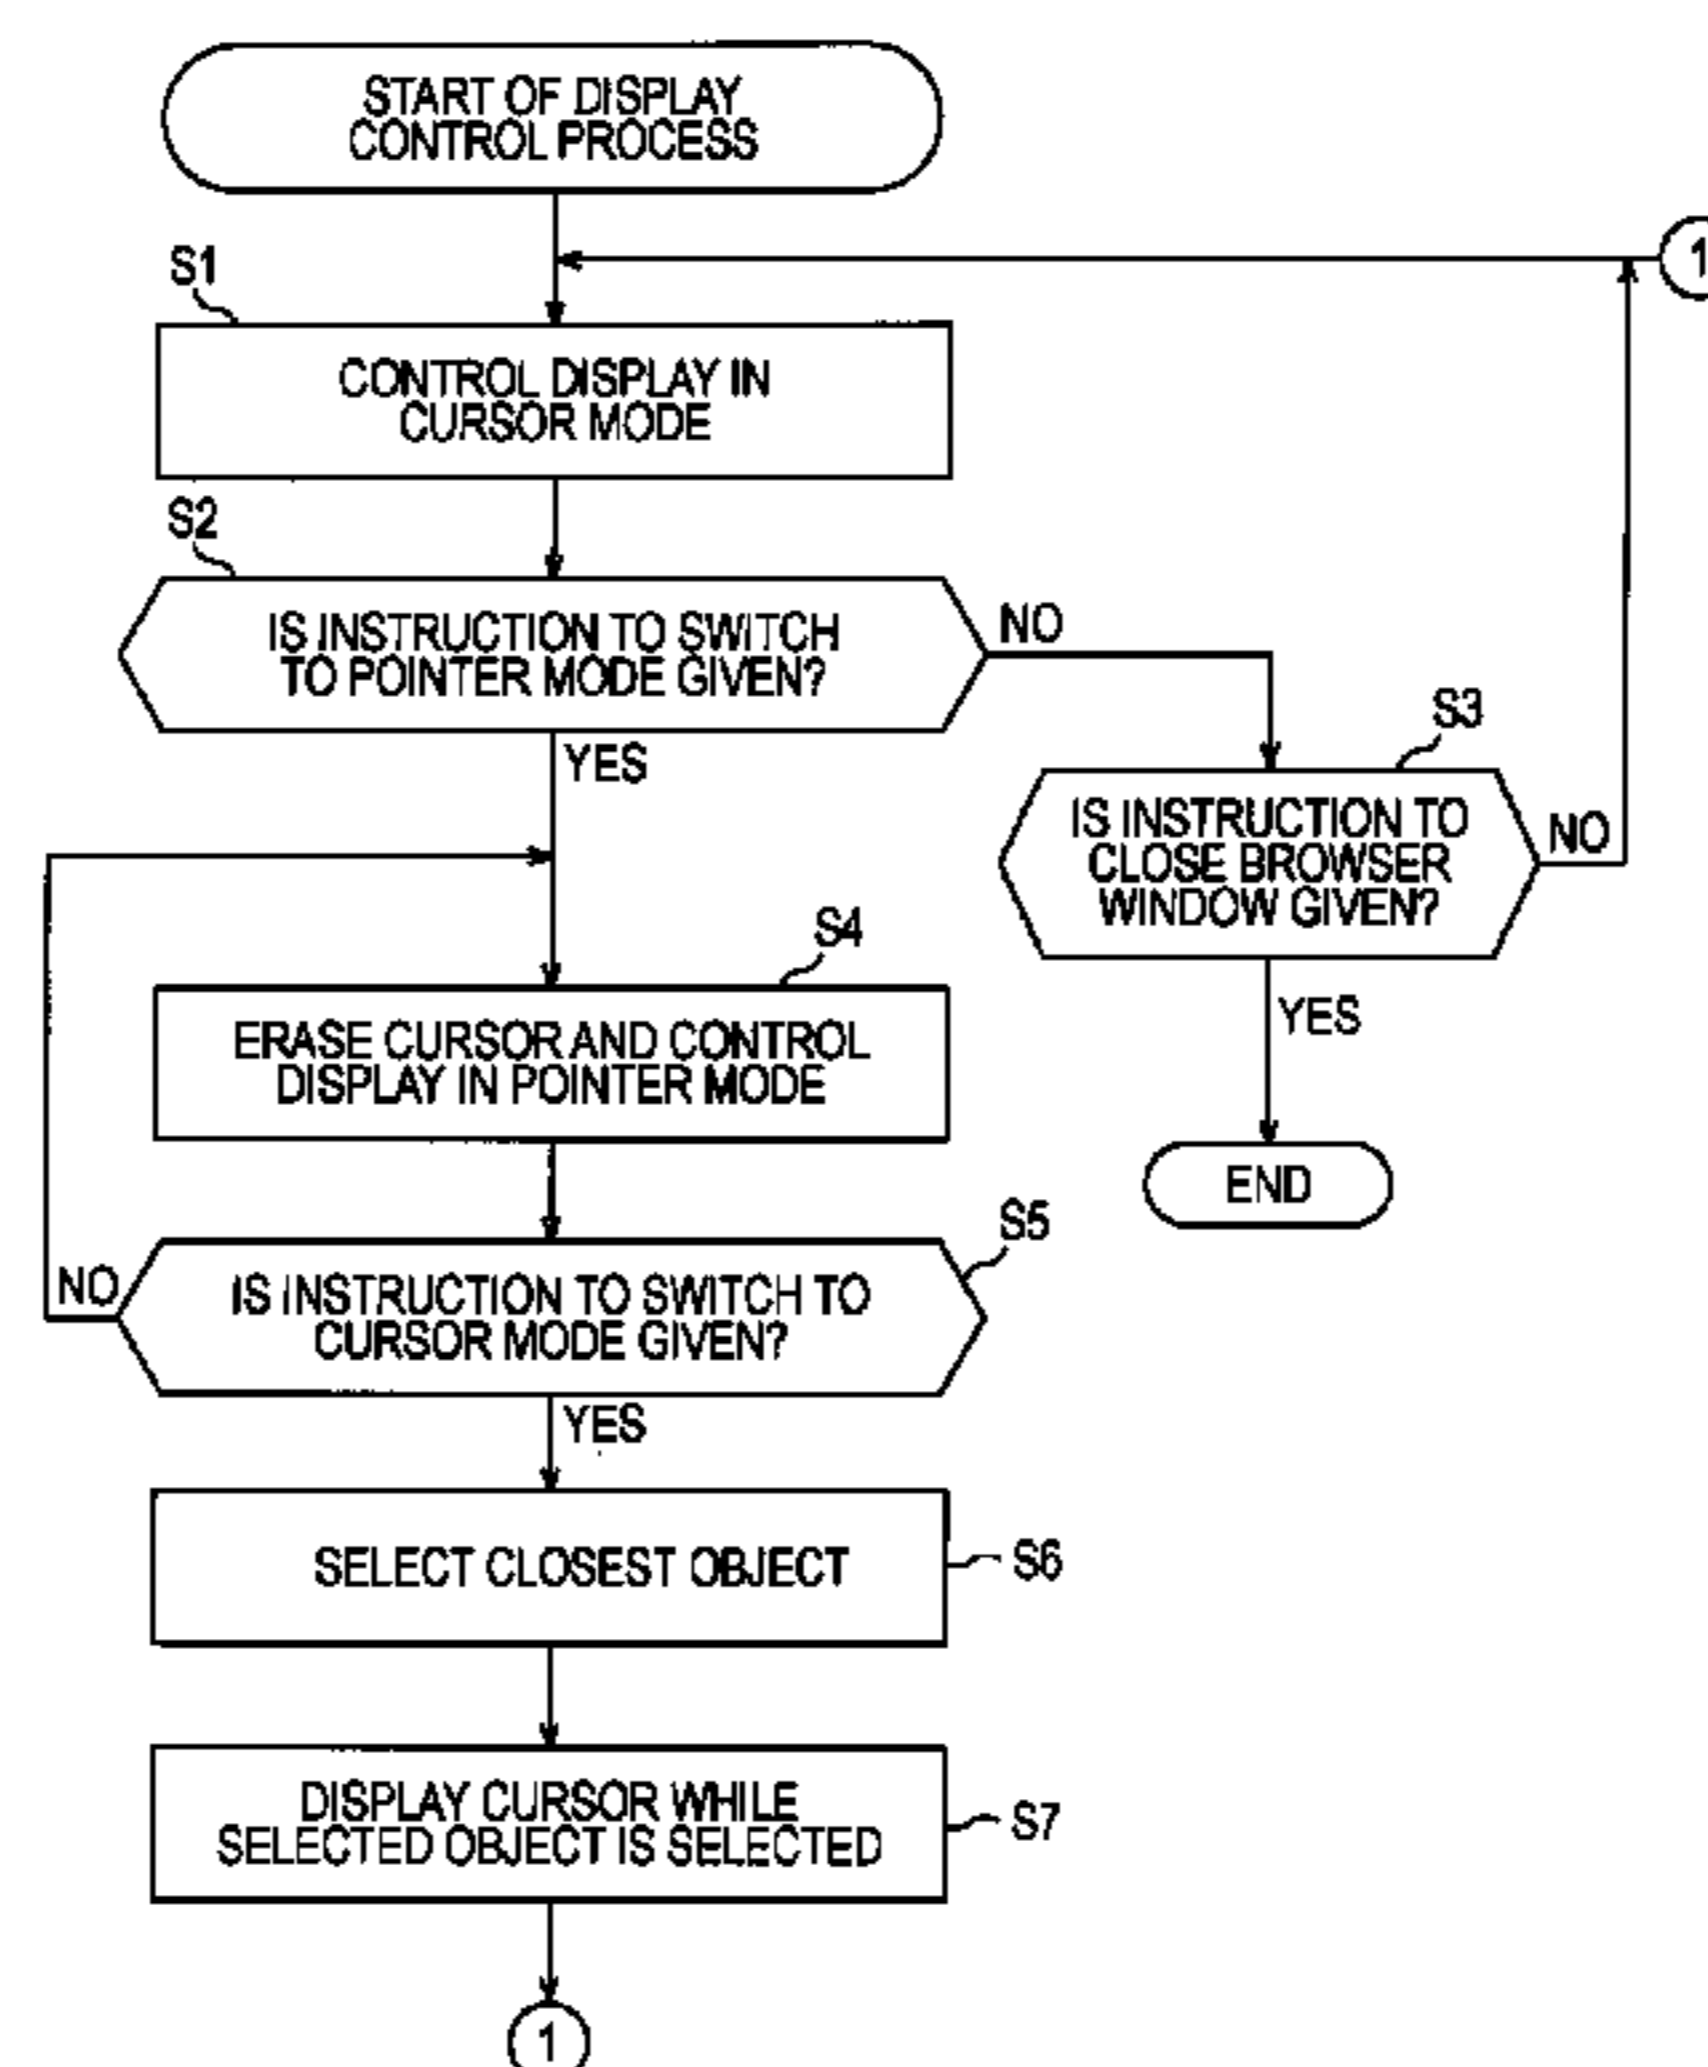 START OF DISPLAY
CONTROL PROCESS
1
S1
CONTROL DISPLAY IN
CURSOR MODE
S2
IS INSTRUCTION TO SWITCH
TO POINTER MODE GIVEN?
NO
YES
S3
IS INSTRUCTION TO
CLOSE BROWSER
WINDOW GIVEN?
NO
YES
END
S4
ERASE CURSOR AND CONTROL
DISPLAY IN POINTER MODE
S5
IS INSTRUCTION TO SWITCH TO
CURSOR MODE GIVEN?
NO
YES
SELECT CLOSEST OBJECT
S6
DISPLAY CURSOR WHILE
SELECTED OBJECT IS SELECTED
S7
1